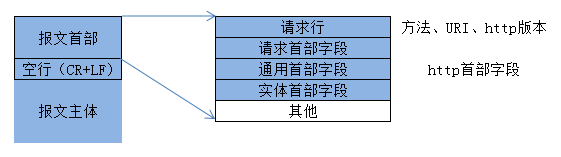 报文首部
空行（CR+LF）
报文主体
请求行
请求首部字段
通用首部字段
实体首部字段
其他
方法、URI、http版本
http首部字段